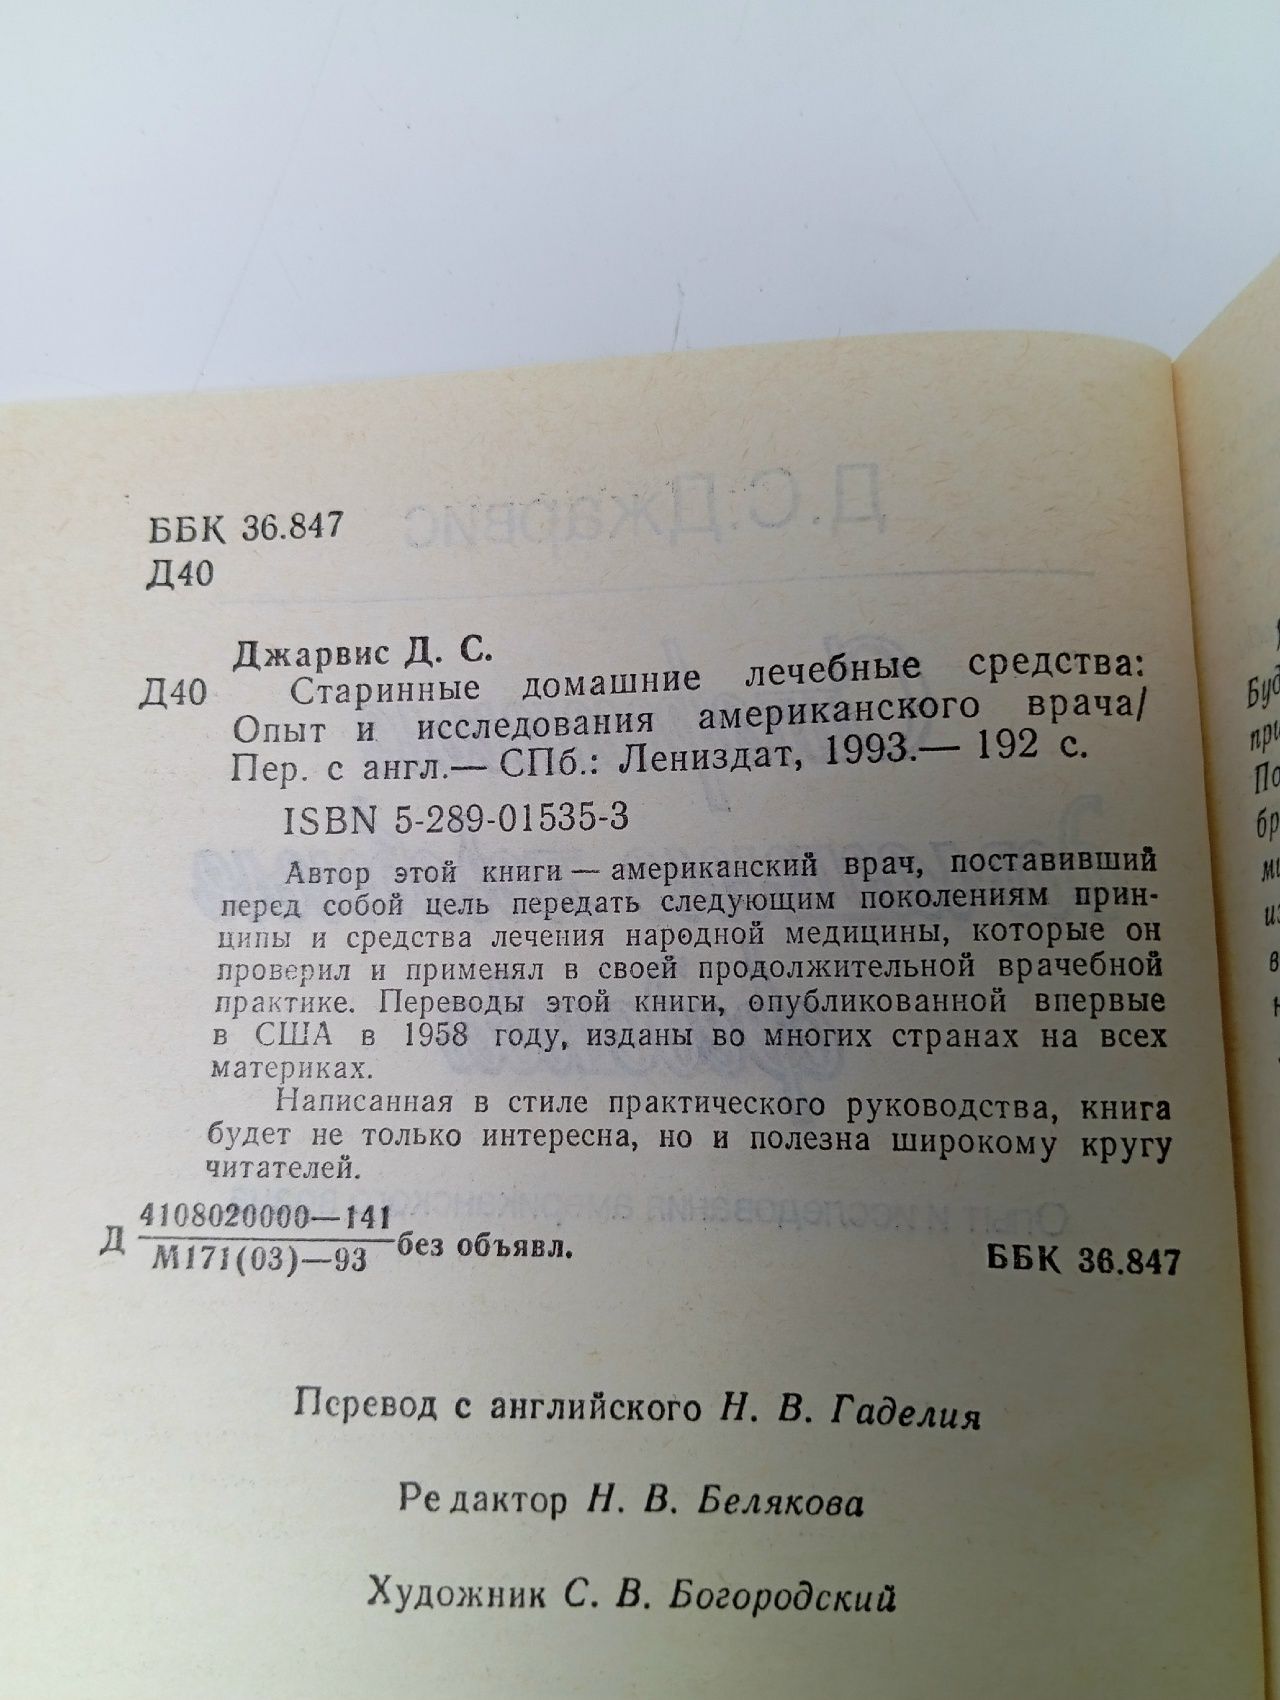 ББК 36.847
Д40
Джарвис Д. С.
Д40 Старинные домашние лечебные средства:
Опыт и исследования американского врача/
Пер. с англ.— СПб.: Лениздат, 1993.— 192 с.
ISBN 5-289-01535-3
Автор этой книги — американский врач, поставивший
перед собой цель передать следующим поколениям прин-
ципы и средства лечения народной медицины, которые он
проверил и применял в своей продолжительной врачебной
практике. Переводы этой книги, опубликованной впервые
в США в 1958 году, изданы во многих странах на всех
материках.
Написанная в стиле практического руководства, книга
будет не только интересна, но и полезна широкому кругу
читателей.
4108020000—141
Д М171(03)—93 без объявл.
ББК 36.847
Перевод с английского Н. В. Гаделия
Редактор Н. В. Белякова
Художник С. В. Богородский